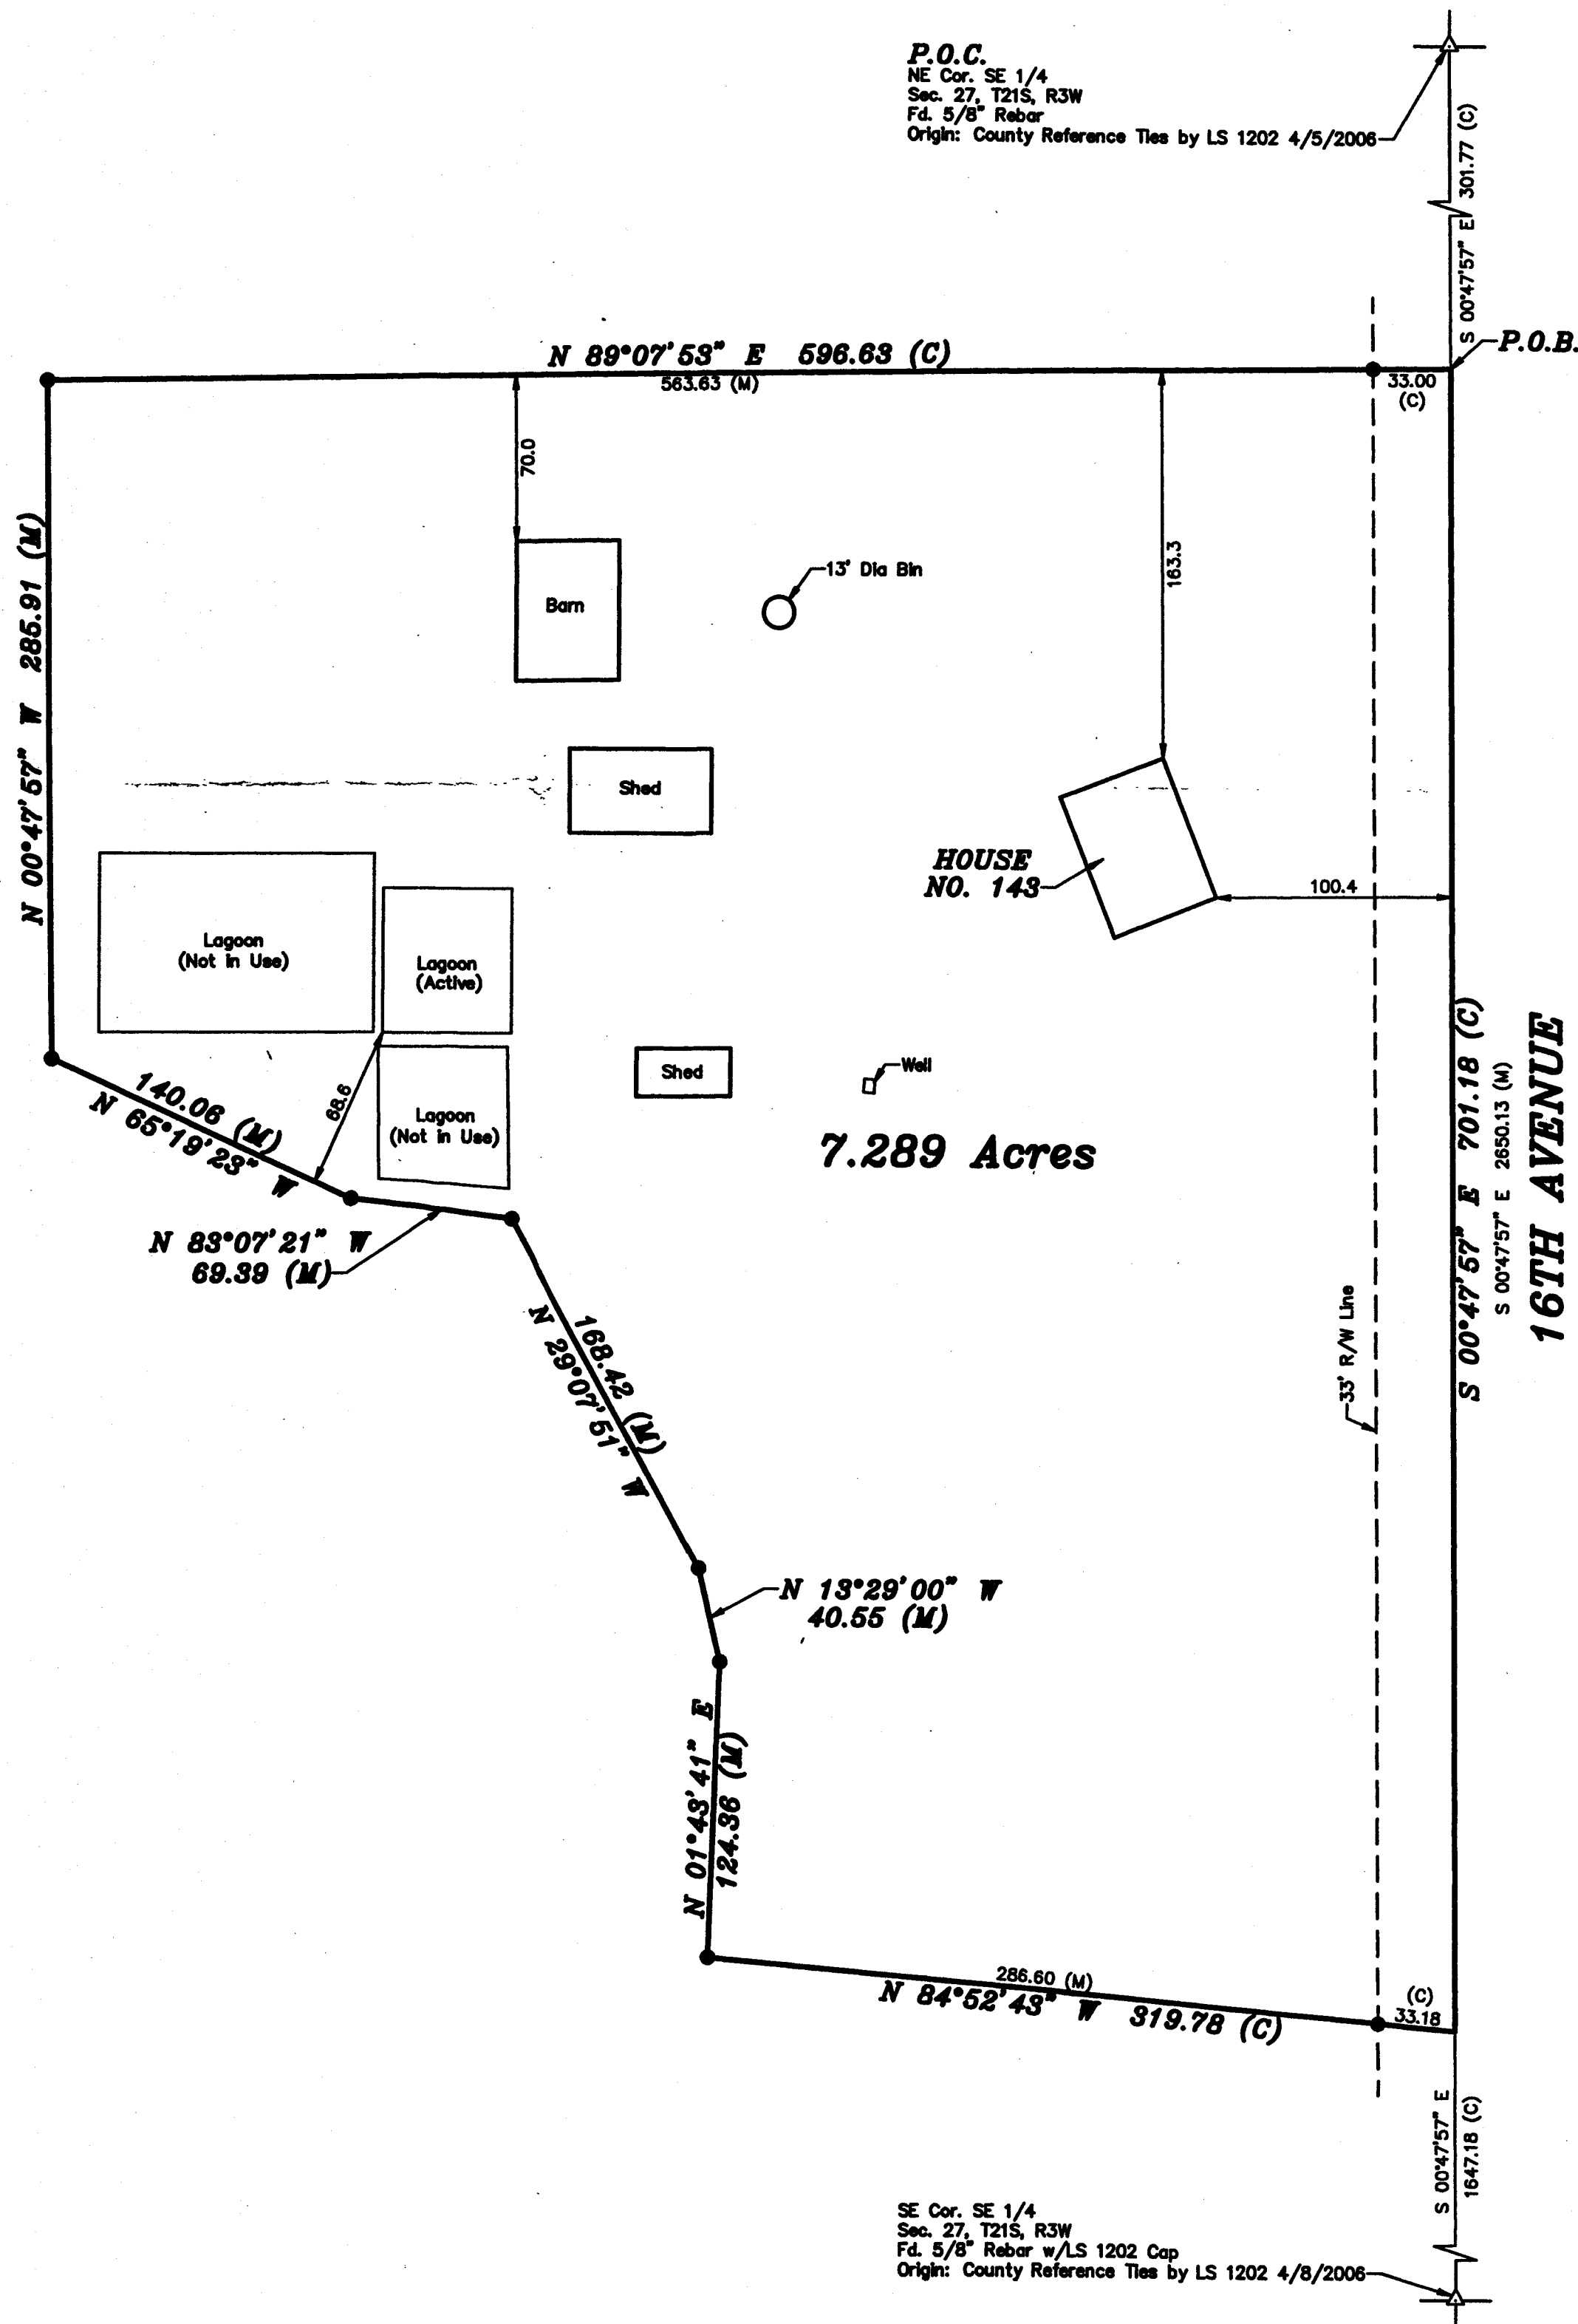 P.O.C.
NE Cor. SE 1/4
Sec. 27, T21S, R3W
Fd. 5/8" Rebar
Origin: County Reference Ties by LS 1202 4/5/2006
S 00°47'57" E 301.77 (C)
P.O.B.
N 89°07'53" E 596.63 (C)
563.63 (M)
33.00
(C)
70.0
163.3
N 00°47'57" W 285.91 (M)
Barn
13' Dia Bin
Shed
HOUSE
NO. 143
100.4
Lagoon
(Not in Use)
Lagoon
(Active)
Lagoon
(Not in Use)
68.6
Shed
Well
7.289 Acres
140.06 (M)
N 65°19'23" W
N 83°07'21" W
69.39 (M)
168.42 (M)
N 29°07'51" W
33' R/W Line
S 00°47'57" E 701.18 (C)
S 00°47'57" E 2650.13 (M)
16TH AVENUE
N 13°29'00" W
40.55 (M)
N 01°43'41" E
124.36 (M)
286.60 (M)
N 84°52'43" W 319.78 (C)
(C)
33.18
S 00°47'57" E
1647.18 (C)
SE Cor. SE 1/4
Sec. 27, T21S, R3W
Fd. 5/8" Rebar w/LS 1202 Cap
Origin: County Reference Ties by LS 1202 4/8/2006